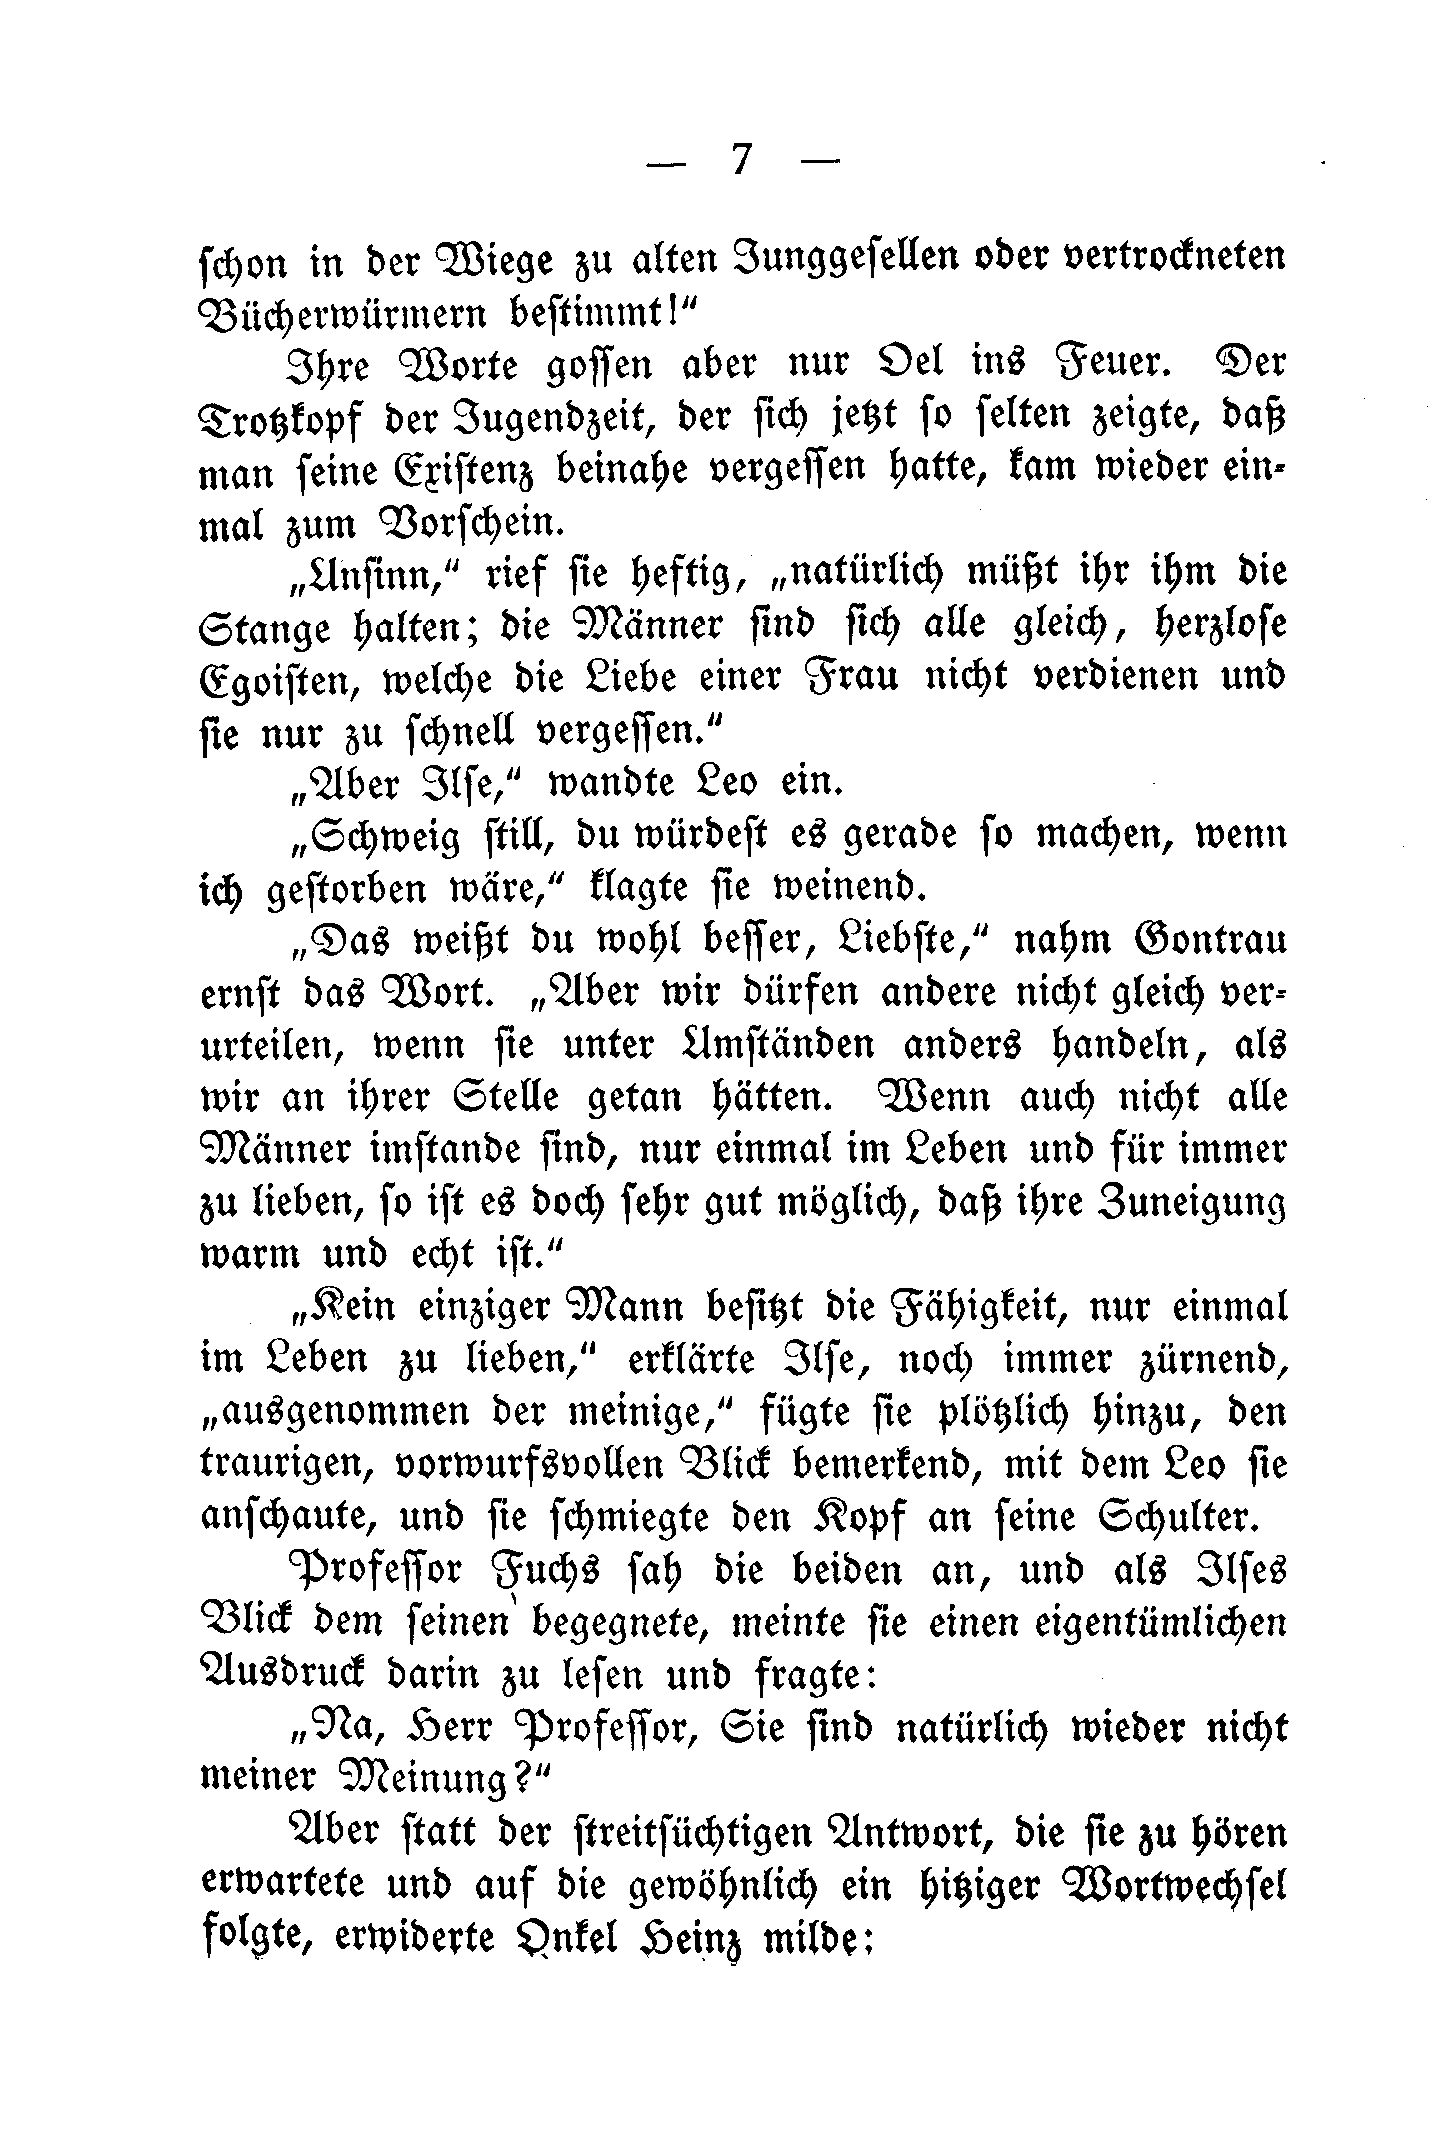 — 7 —
schon in der Wiege zu alten Junggesellen oder vertrockneten
Bücherwürmern bestimmt!“
Ihre Worte gossen aber nur Oel ins Feuer. Der
Trotzkopf der Jugendzeit, der sich jetzt so selten zeigte, daß
man seine Existenz beinahe vergessen hatte, kam wieder ein-
mal zum Vorschein.
„Unsinn,“ rief sie heftig, „natürlich müßt ihr ihm die
Stange halten; die Männer sind sich alle gleich, herzlose
Egoisten, welche die Liebe einer Frau nicht verdienen und
sie nur zu schnell vergessen.“
„Aber Ilse,“ wandte Leo ein.
„Schweig still, du würdest es gerade so machen, wenn
ich gestorben wäre,“ klagte sie weinend.
„Das weißt du wohl besser, Liebste,“ nahm Gontrau
ernst das Wort. „Aber wir dürfen andere nicht gleich ver-
urteilen, wenn sie unter Umständen anders handeln, als
wir an ihrer Stelle getan hätten. Wenn auch nicht alle
Männer imstande sind, nur einmal im Leben und für immer
zu lieben, so ist es doch sehr gut möglich, daß ihre Zuneigung
warm und echt ist.“
„Kein einziger Mann besitzt die Fähigkeit, nur einmal
im Leben zu lieben,“ erklärte Ilse, noch immer zürnend,
„ausgenommen der meinige,“ fügte sie plötzlich hinzu, den
traurigen, vorwurfsvollen Blick bemerkend, mit dem Leo sie
anschaute, und sie schmiegte den Kopf an seine Schulter.
Professor Fuchs sah die beiden an, und als Ilses
Blick dem seinen begegnete, meinte sie einen eigentümlichen
Ausdruck darin zu lesen und fragte:
„Na, Herr Professor, Sie sind natürlich wieder nicht
meiner Meinung?“
Aber statt der streitsüchtigen Antwort, die sie zu hören
erwartete und auf die gewöhnlich ein hitziger Wortwechsel
folgte, erwiderte Onkel Heinz milde: